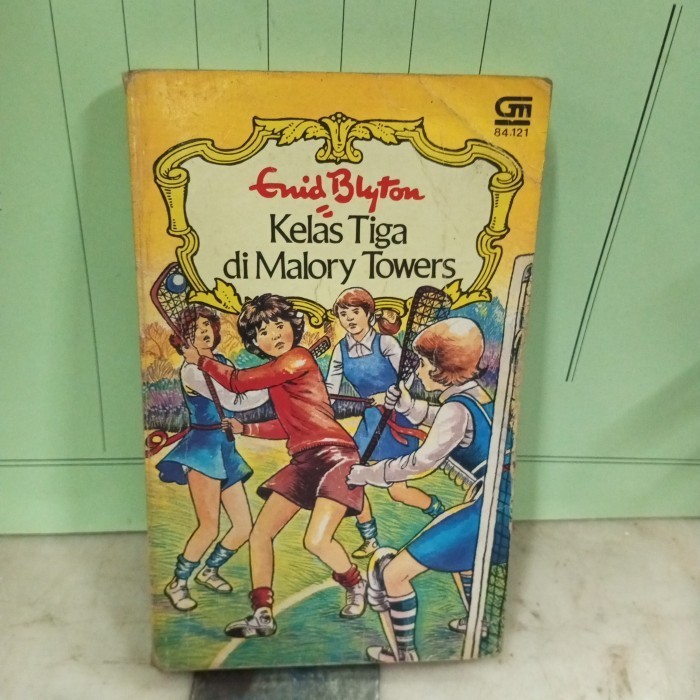 GM
84.121
Enid Blyton
Kelas Tiga
di Malory Towers